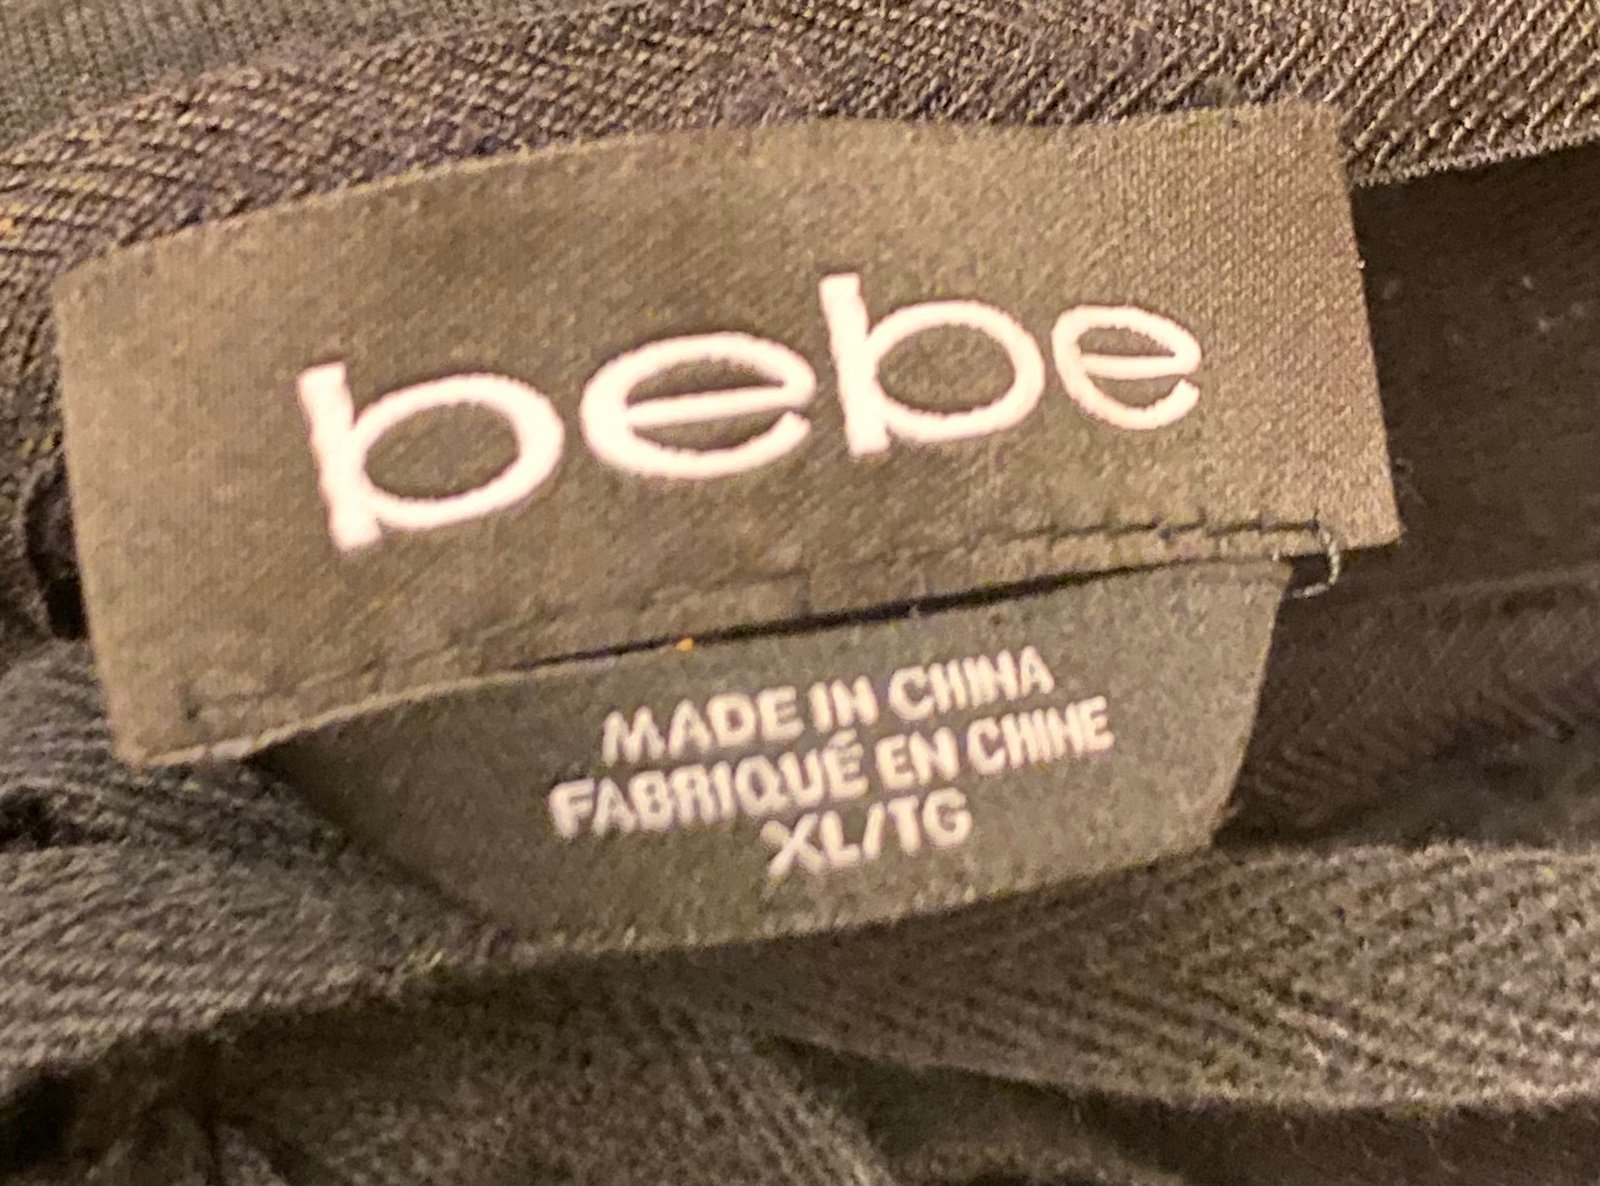 bebe
MADE IN CHINA
FABRIQUÉ EN CHINE
XL/TG